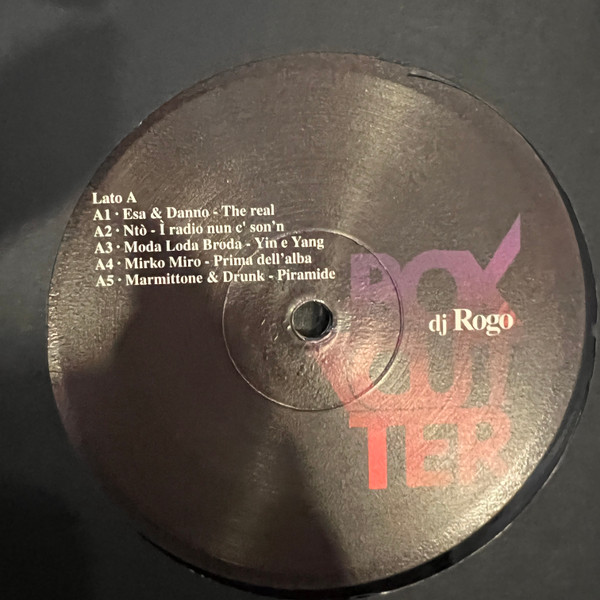 Lato A
A1 · Esa & Danno - The real
A2 · Ntò - Ì radio nun c' son'n
A3 · Moda Loda Broda - Yin e Yang
A4 · Mirko Miro - Prima dell'alba
A5 · Marmittone & Drunk - Piramide
dj Rogo
BOX
CUT
TER